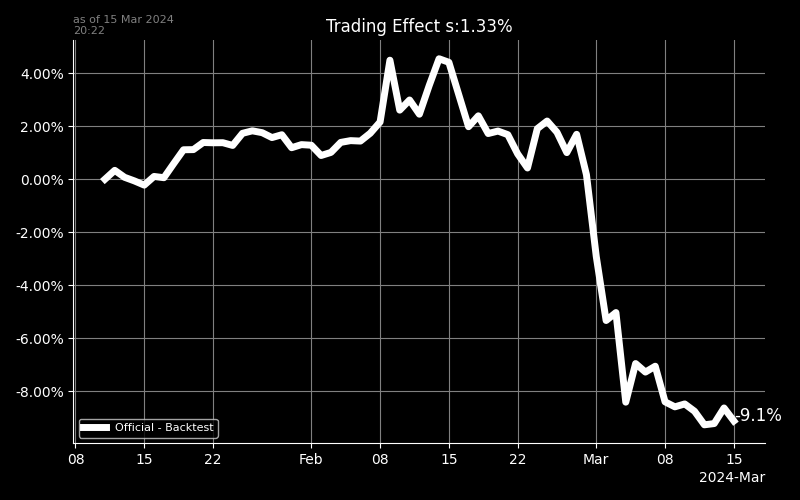 as of 15 Mar 2024
20:22
Trading Effect s:1.33%
4.00%
2.00%
0.00%
-2.00%
-4.00%
-6.00%
-8.00%
-9.1%
Official - Backtest
08 15 22 Feb 08 15 22 Mar 08 15
2024-Mar